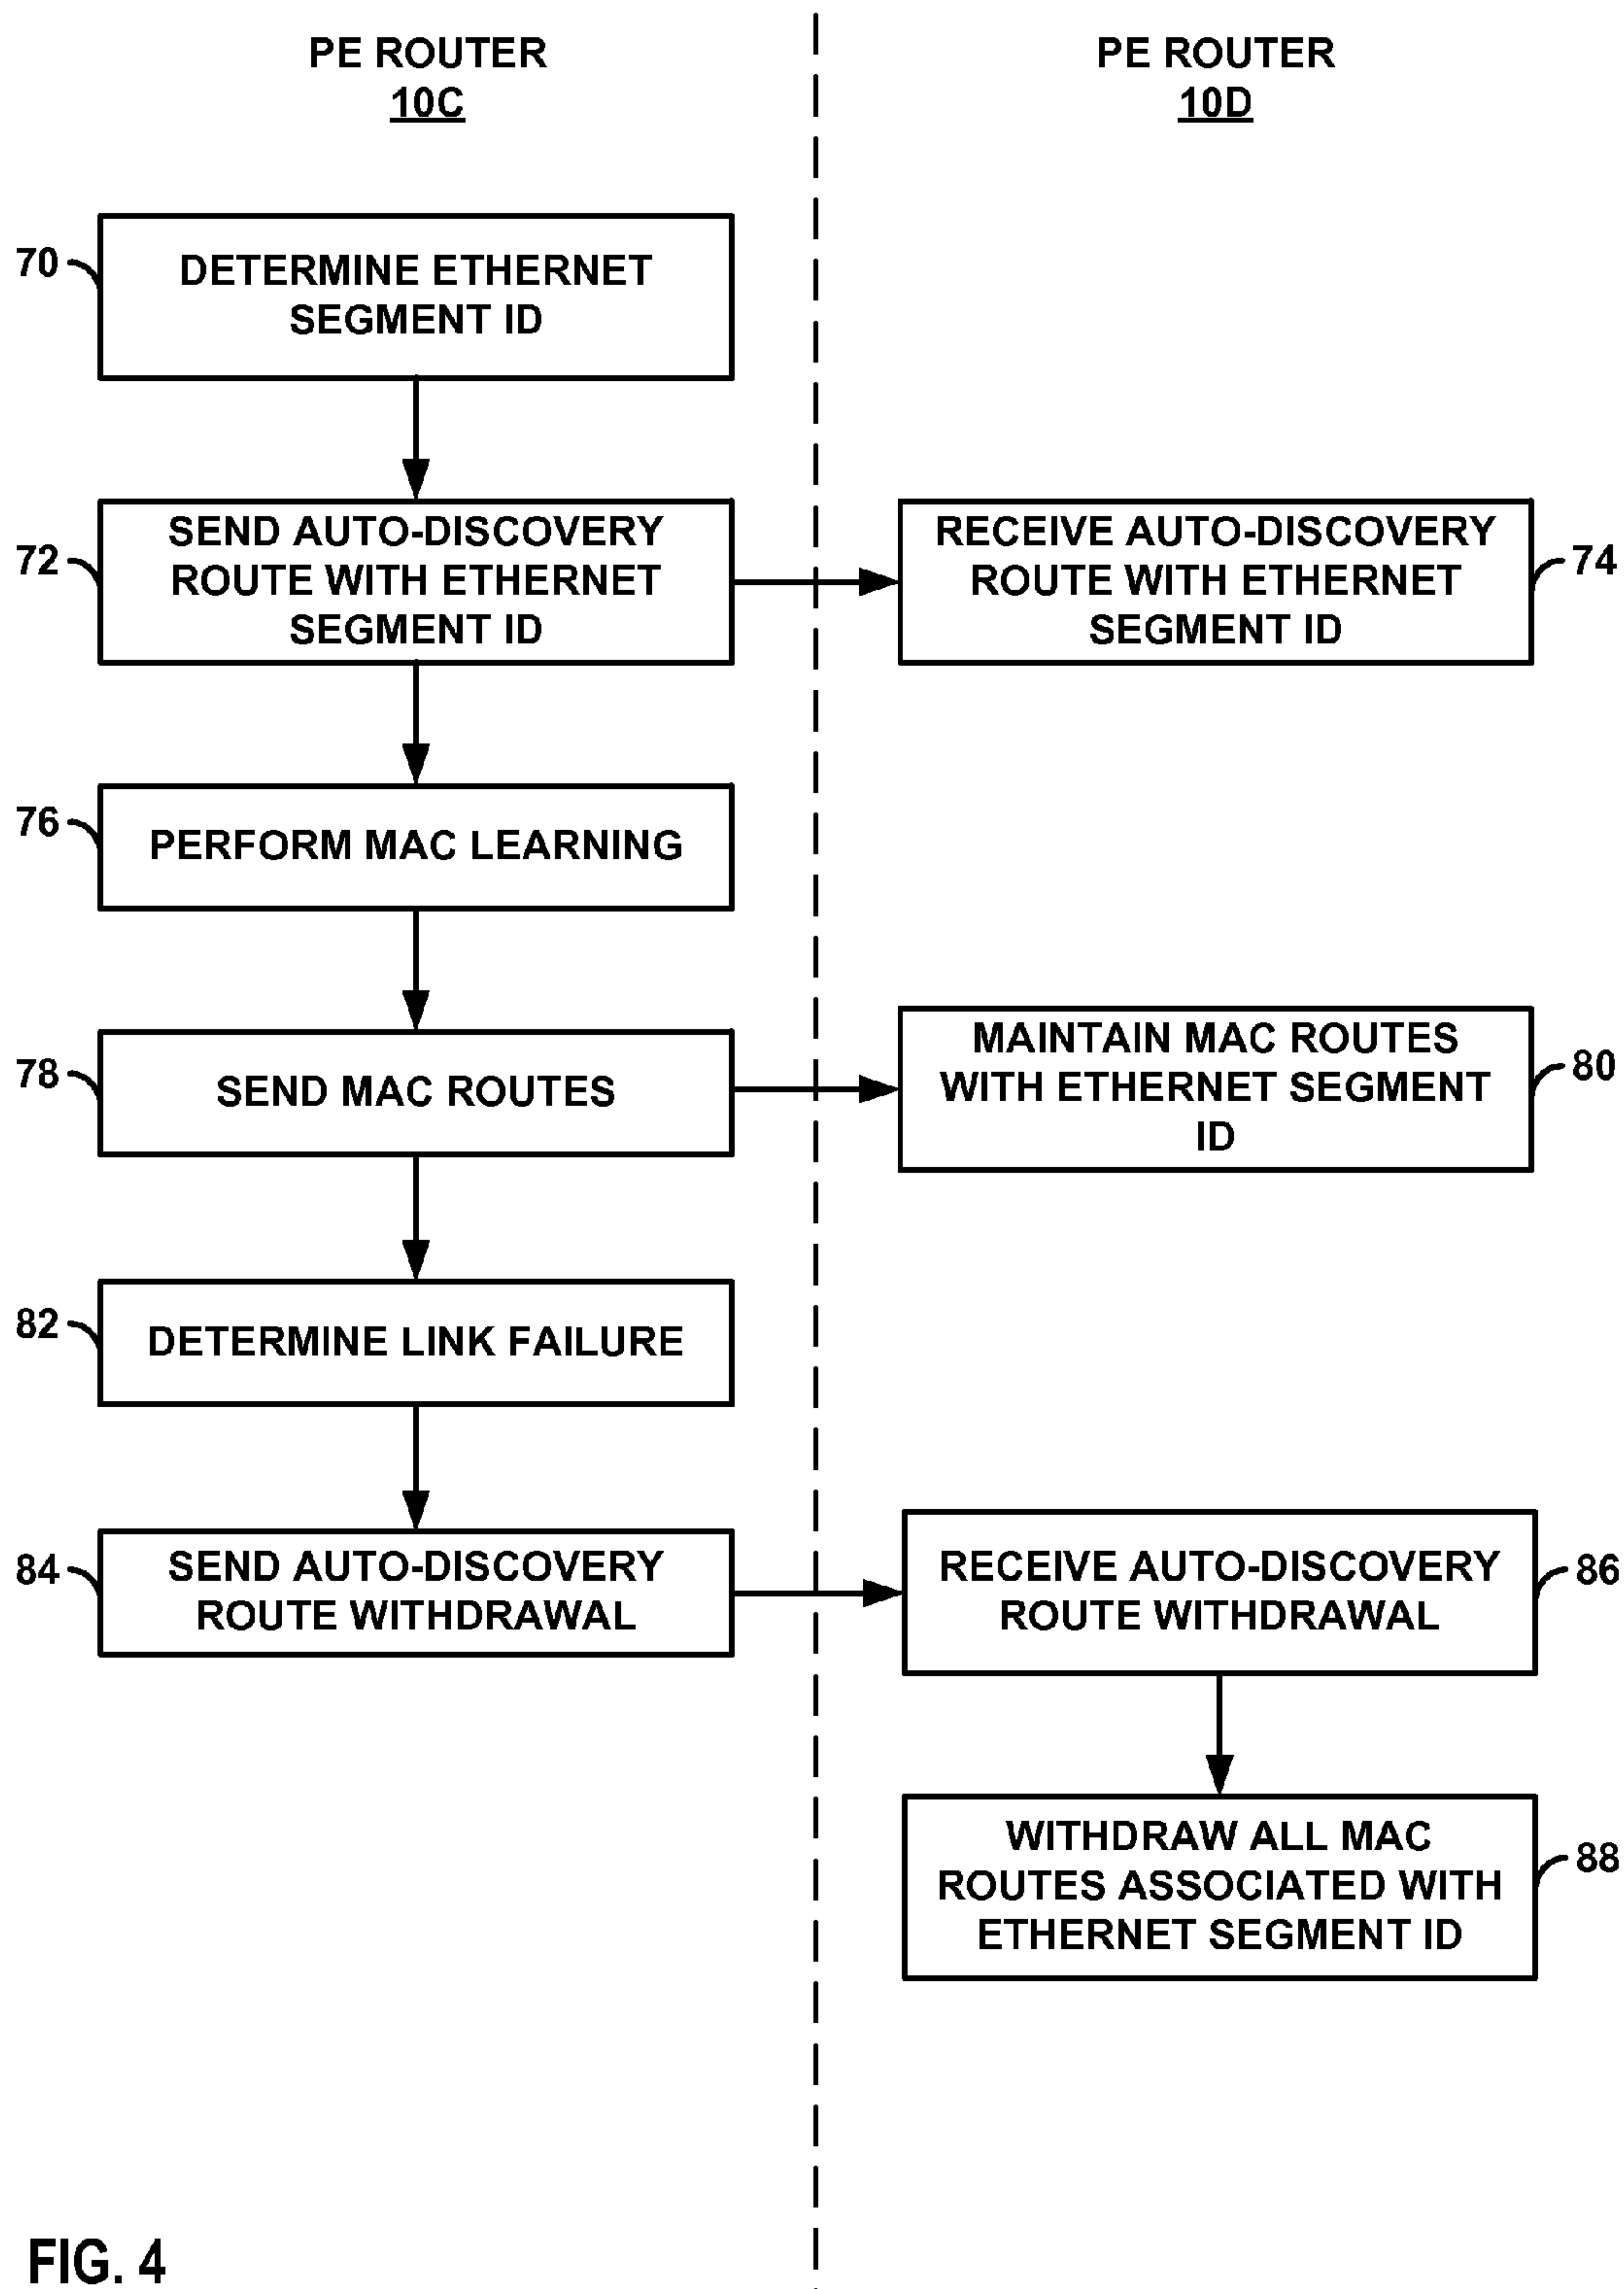 PE ROUTER
10C
PE ROUTER
10D
70
DETERMINE ETHERNET
SEGMENT ID
72
SEND AUTO-DISCOVERY
ROUTE WITH ETHERNET
SEGMENT ID
RECEIVE AUTO-DISCOVERY
ROUTE WITH ETHERNET
SEGMENT ID
74
76
PERFORM MAC LEARNING
78
SEND MAC ROUTES
MAINTAIN MAC ROUTES
WITH ETHERNET SEGMENT
ID
80
82
DETERMINE LINK FAILURE
84
SEND AUTO-DISCOVERY
ROUTE WITHDRAWAL
RECEIVE AUTO-DISCOVERY
ROUTE WITHDRAWAL
86
WITHDRAW ALL MAC
ROUTES ASSOCIATED WITH
ETHERNET SEGMENT ID
88
FIG. 4